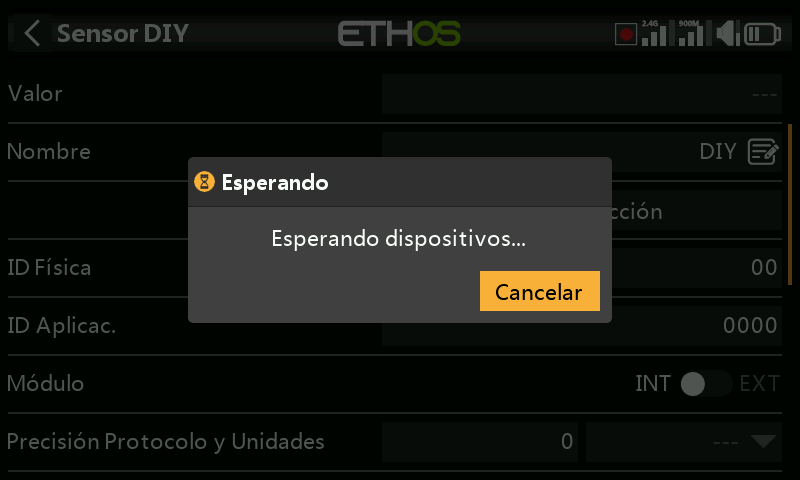 Sensor DIY
ETHOS
2.4G
900M
Valor
---
Nombre
DIY
Esperando
Esperando dispositivos...
Cancelar
ID Física
00
ID Aplicac.
0000
Módulo
INT
EXT
Precisión Protocolo y Unidades
0
---